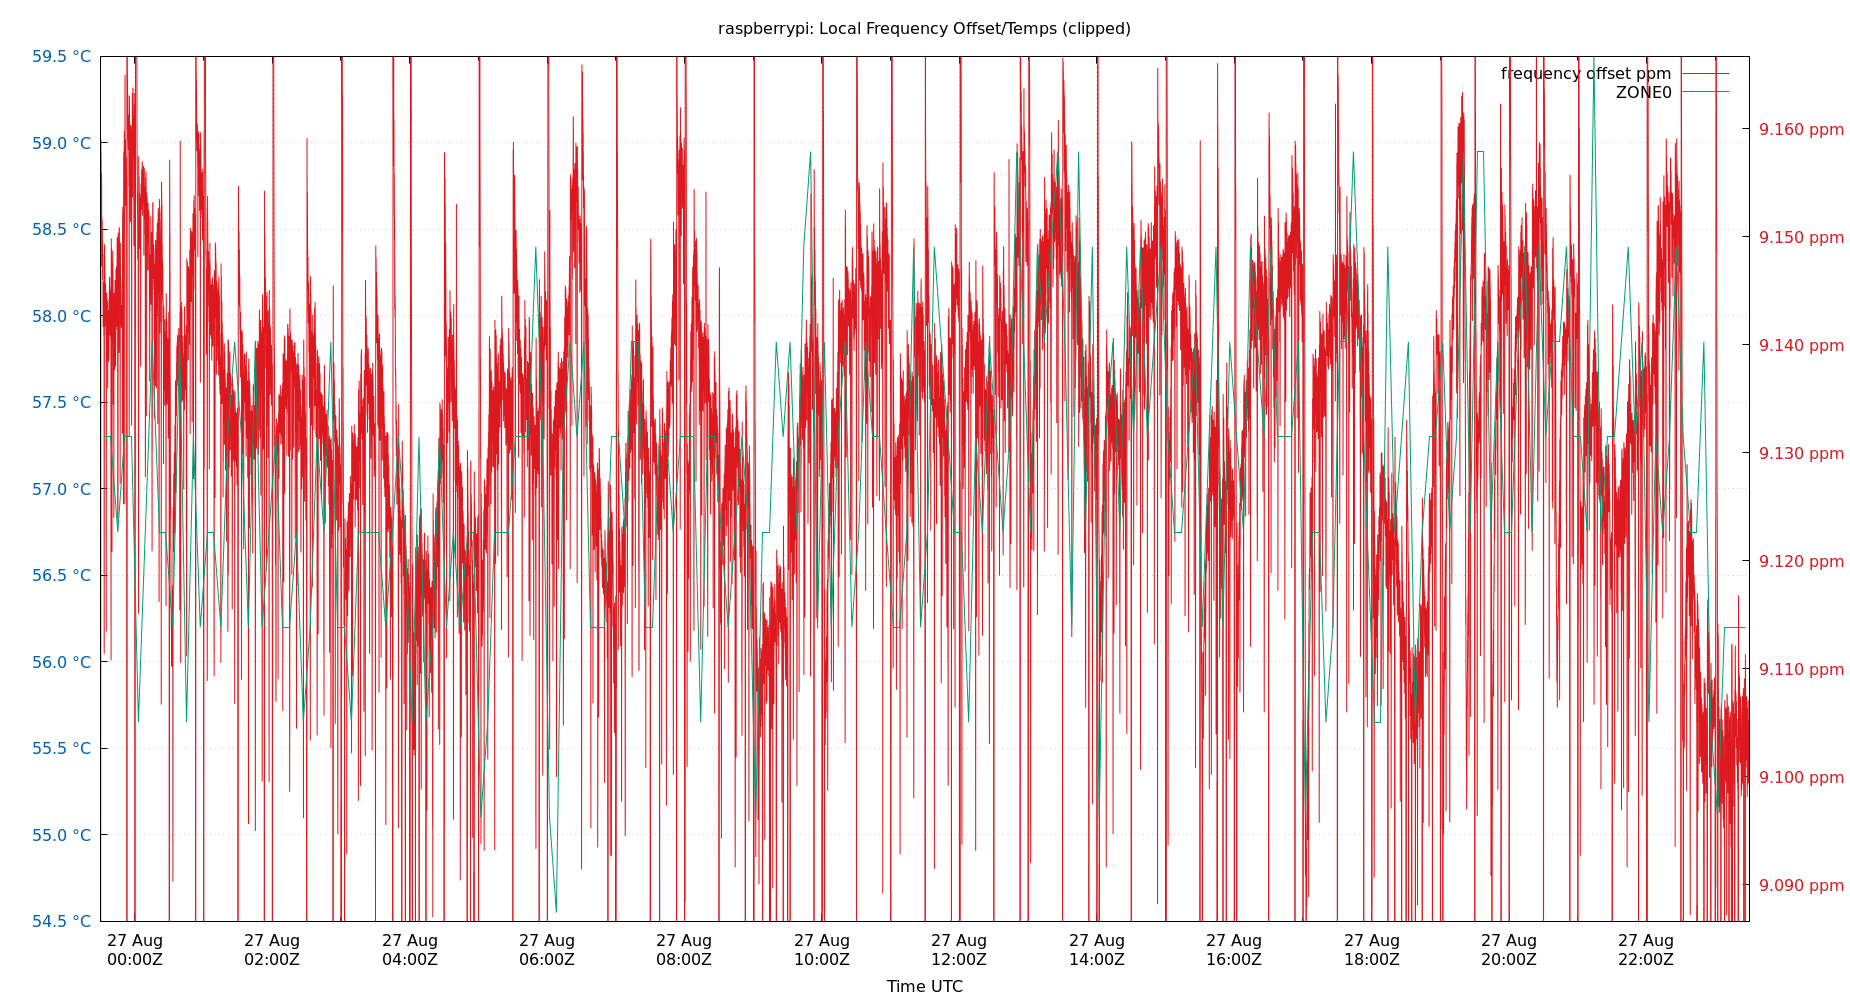 raspberrypi: Local Frequency Offset/Temps (clipped)
59.5 °C
59.0 °C
58.5 °C
58.0 °C
57.5 °C
57.0 °C
56.5 °C
56.0 °C
55.5 °C
55.0 °C
54.5 °C
frequency offset ppm
ZONE0
9.160 ppm
9.150 ppm
9.140 ppm
9.130 ppm
9.120 ppm
9.110 ppm
9.100 ppm
9.090 ppm
27 Aug 27 Aug 27 Aug 27 Aug 27 Aug 27 Aug 27 Aug 27 Aug 27 Aug 27 Aug 27 Aug 27 Aug
00:00Z 02:00Z 04:00Z 06:00Z 08:00Z 10:00Z 12:00Z 14:00Z 16:00Z 18:00Z 20:00Z 22:00Z
Time UTC